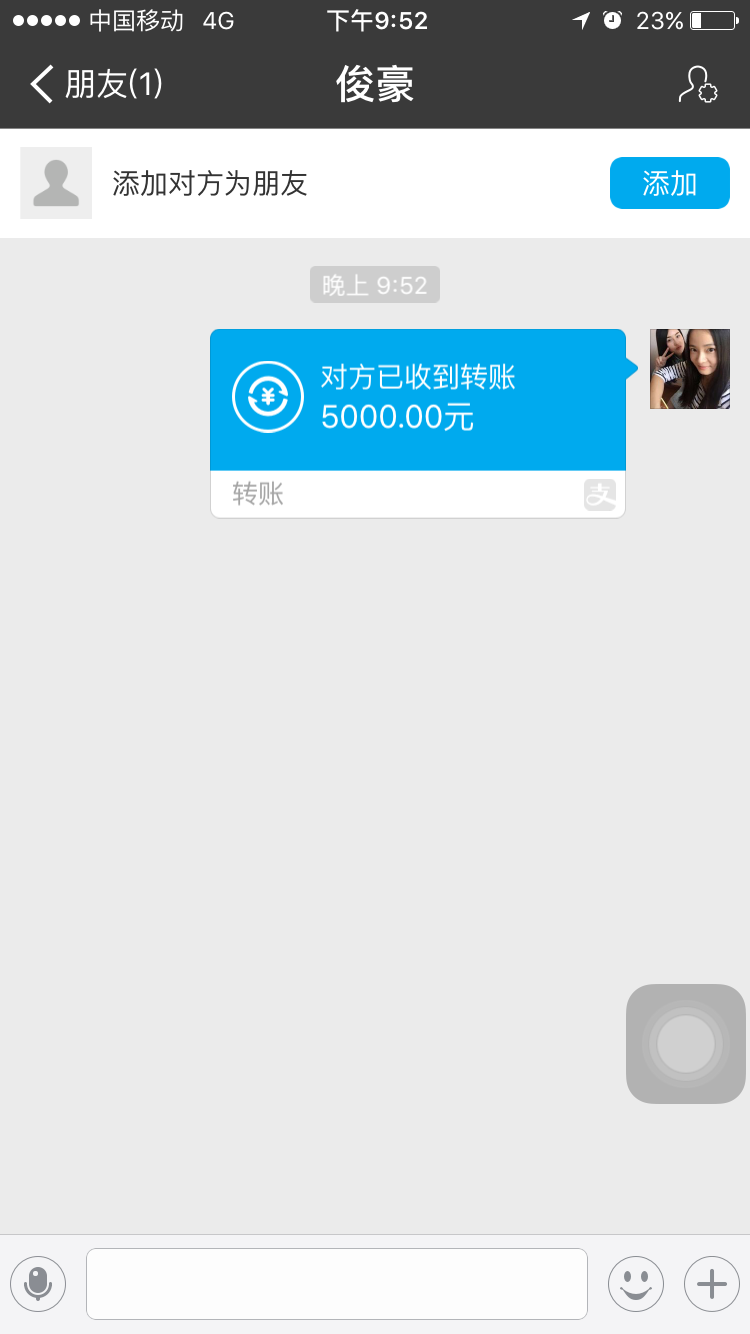 中国移动 4G 下午9:52 23%
朋友(1) 俊豪
添加对方为朋友 添加
晚上 9:52
¥ 对方已收到转账
5000.00元
转账 支